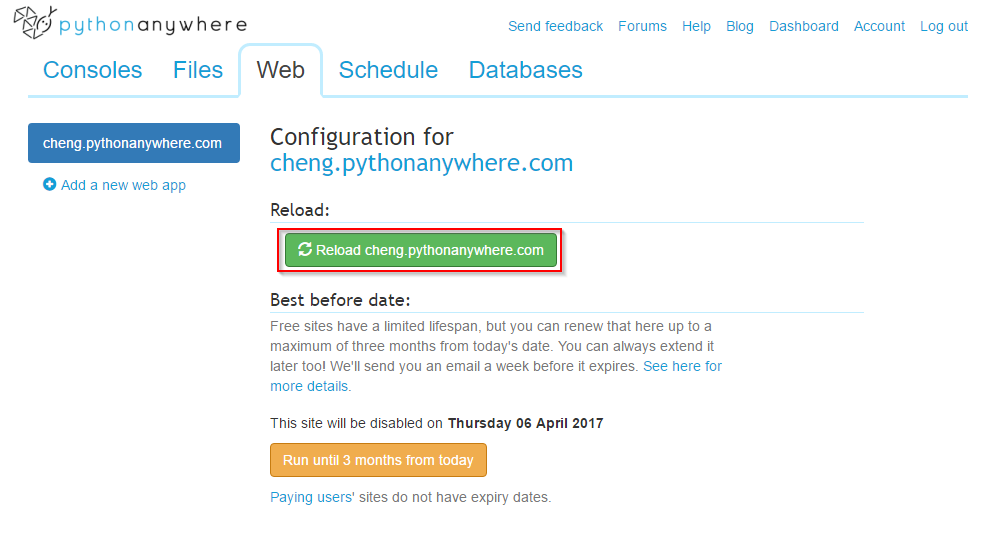 pythonanywhere
Send feedback Forums Help Blog Dashboard Account Log out
Consoles Files Web Schedule Databases
cheng.pythonanywhere.com
Add a new web app
Configuration for
cheng.pythonanywhere.com
Reload:
Reload cheng.pythonanywhere.com
Best before date:
Free sites have a limited lifespan, but you can renew that here up to a
maximum of three months from today's date. You can always extend it
later too! We'll send you an email a week before it expires. See here for
more details.
This site will be disabled on Thursday 06 April 2017
Run until 3 months from today
Paying users' sites do not have expiry dates.